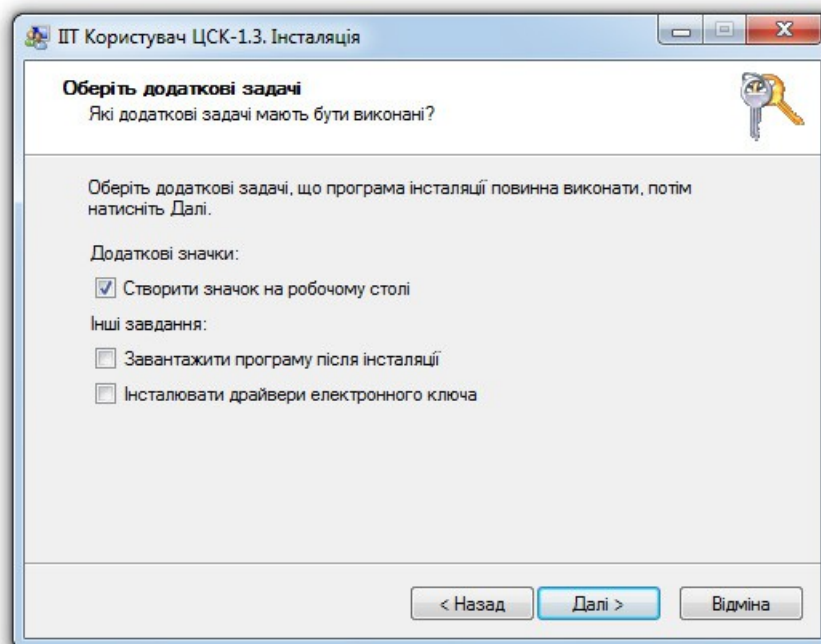 ІІТ Користувач ЦСК-1.3. Інсталяція
Оберіть додаткові задачі
Які додаткові задачі мають бути виконані?
Оберіть додаткові задачі, що програма інсталяції повинна виконати, потім
натисніть Далі.
Додаткові значки:
Створити значок на робочому столі
Інші завдання:
Завантажити програму після інсталяції
Інсталювати драйвери електронного ключа
< Назад
Далі >
Відміна